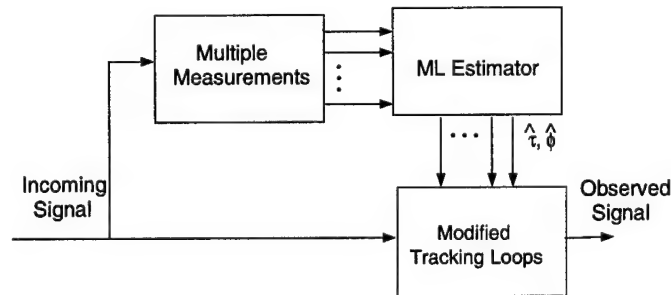 Multiple
Measurements
ML Estimator
τ̂, φ̂
Incoming
Signal
Observed
Signal
Modified
Tracking Loops